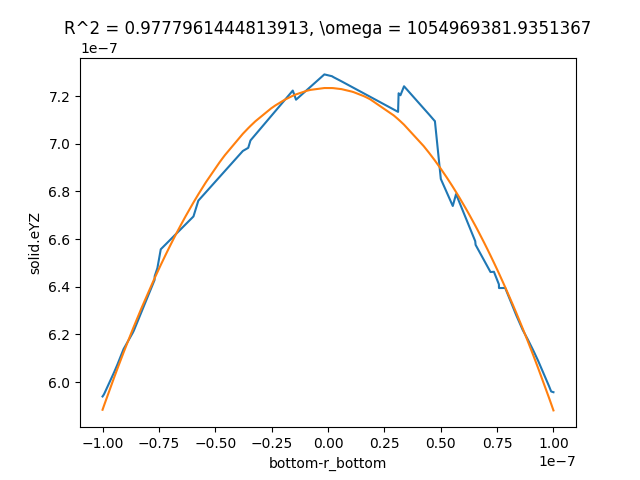 R^2 = 0.9777961444813913, \omega = 1054969381.9351367
1e−7
7.2
7.0
6.8
6.6
6.4
6.2
6.0
solid.eYZ
−1.00 −0.75 −0.50 −0.25 0.00 0.25 0.50 0.75 1.00
1e−7
bottom-r_bottom